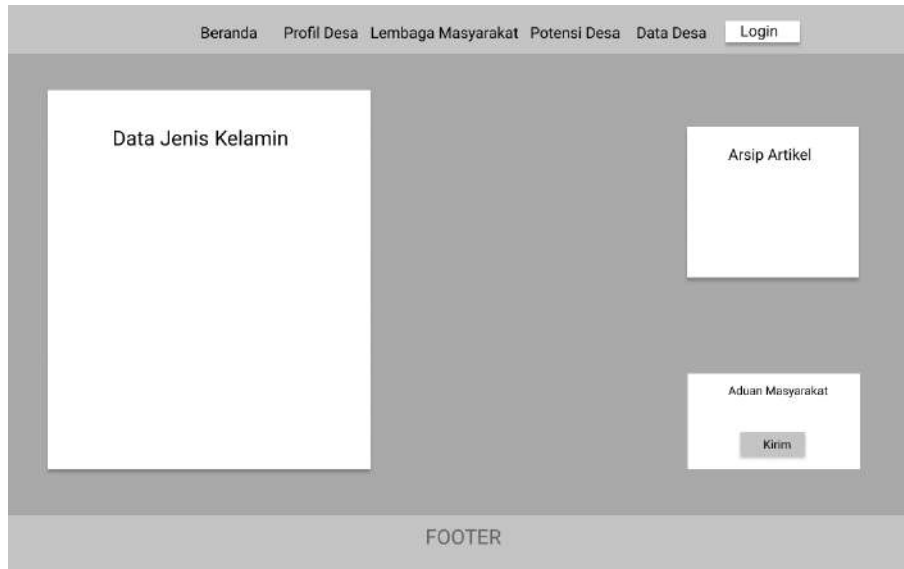 Beranda Profil Desa Lembaga Masyarakat Potensi Desa Data Desa Login
Data Jenis Kelamin
Arsip Artikel
Aduan Masyarakat
Kirim
FOOTER